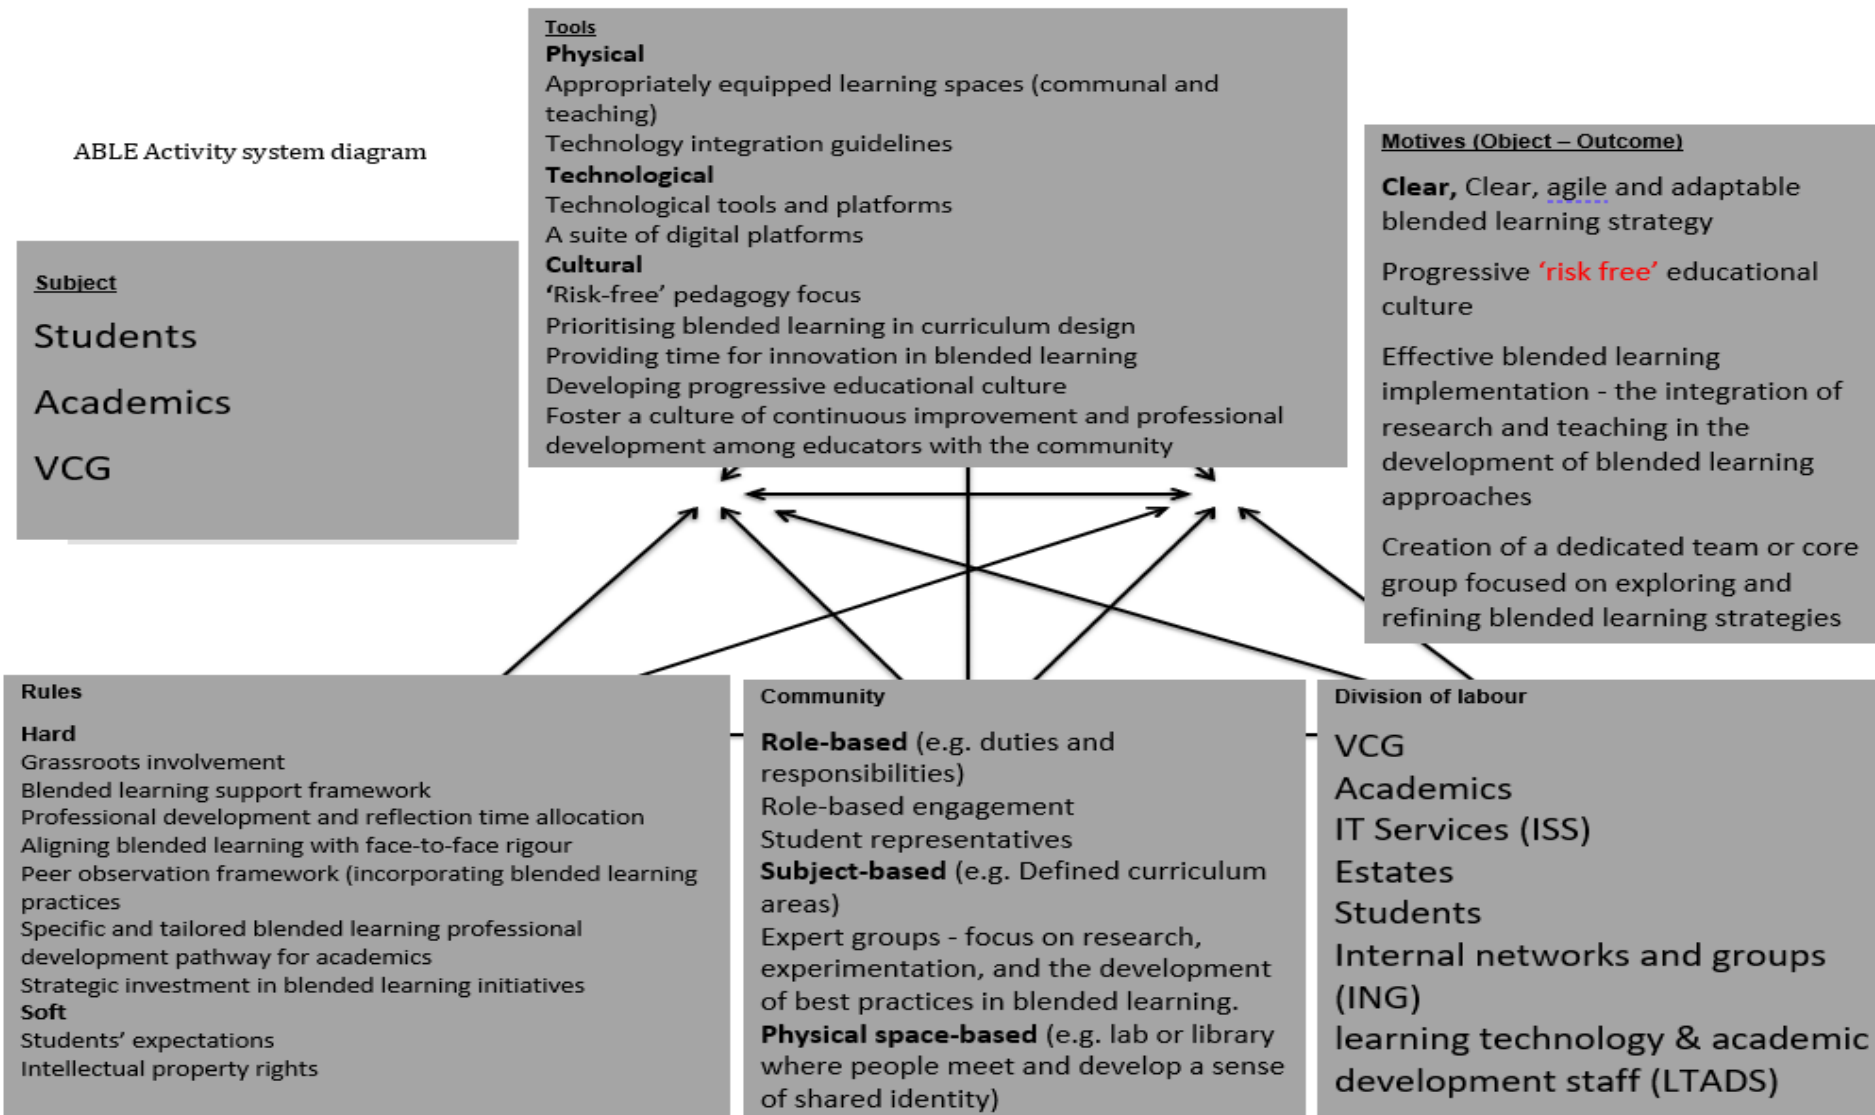 ABLE Activity system diagram
Subject
Students
Academics
VCG
Tools
Physical
Appropriately equipped learning spaces (communal and
teaching)
Technology integration guidelines
Technological
Technological tools and platforms
A suite of digital platforms
Cultural
‘Risk-free’ pedagogy focus
Prioritising blended learning in curriculum design
Providing time for innovation in blended learning
Developing progressive educational culture
Foster a culture of continuous improvement and professional
development among educators with the community
Motives (Object – Outcome)
Clear, Clear, agile and adaptable
blended learning strategy
Progressive ‘risk free’ educational
culture
Effective blended learning
implementation - the integration of
research and teaching in the
development of blended learning
approaches
Creation of a dedicated team or core
group focused on exploring and
refining blended learning strategies
Rules
Hard
Grassroots involvement
Blended learning support framework
Professional development and reflection time allocation
Aligning blended learning with face-to-face rigour
Peer observation framework (incorporating blended learning
practices
Specific and tailored blended learning professional
development pathway for academics
Strategic investment in blended learning initiatives
Soft
Students’ expectations
Intellectual property rights
Community
Role-based (e.g. duties and
responsibilities)
Role-based engagement
Student representatives
Subject-based (e.g. Defined curriculum
areas)
Expert groups - focus on research,
experimentation, and the development
of best practices in blended learning.
Physical space-based (e.g. lab or library
where people meet and develop a sense
of shared identity)
Division of labour
VCG
Academics
IT Services (ISS)
Estates
Students
Internal networks and groups
(ING)
learning technology & academic
development staff (LTADS)